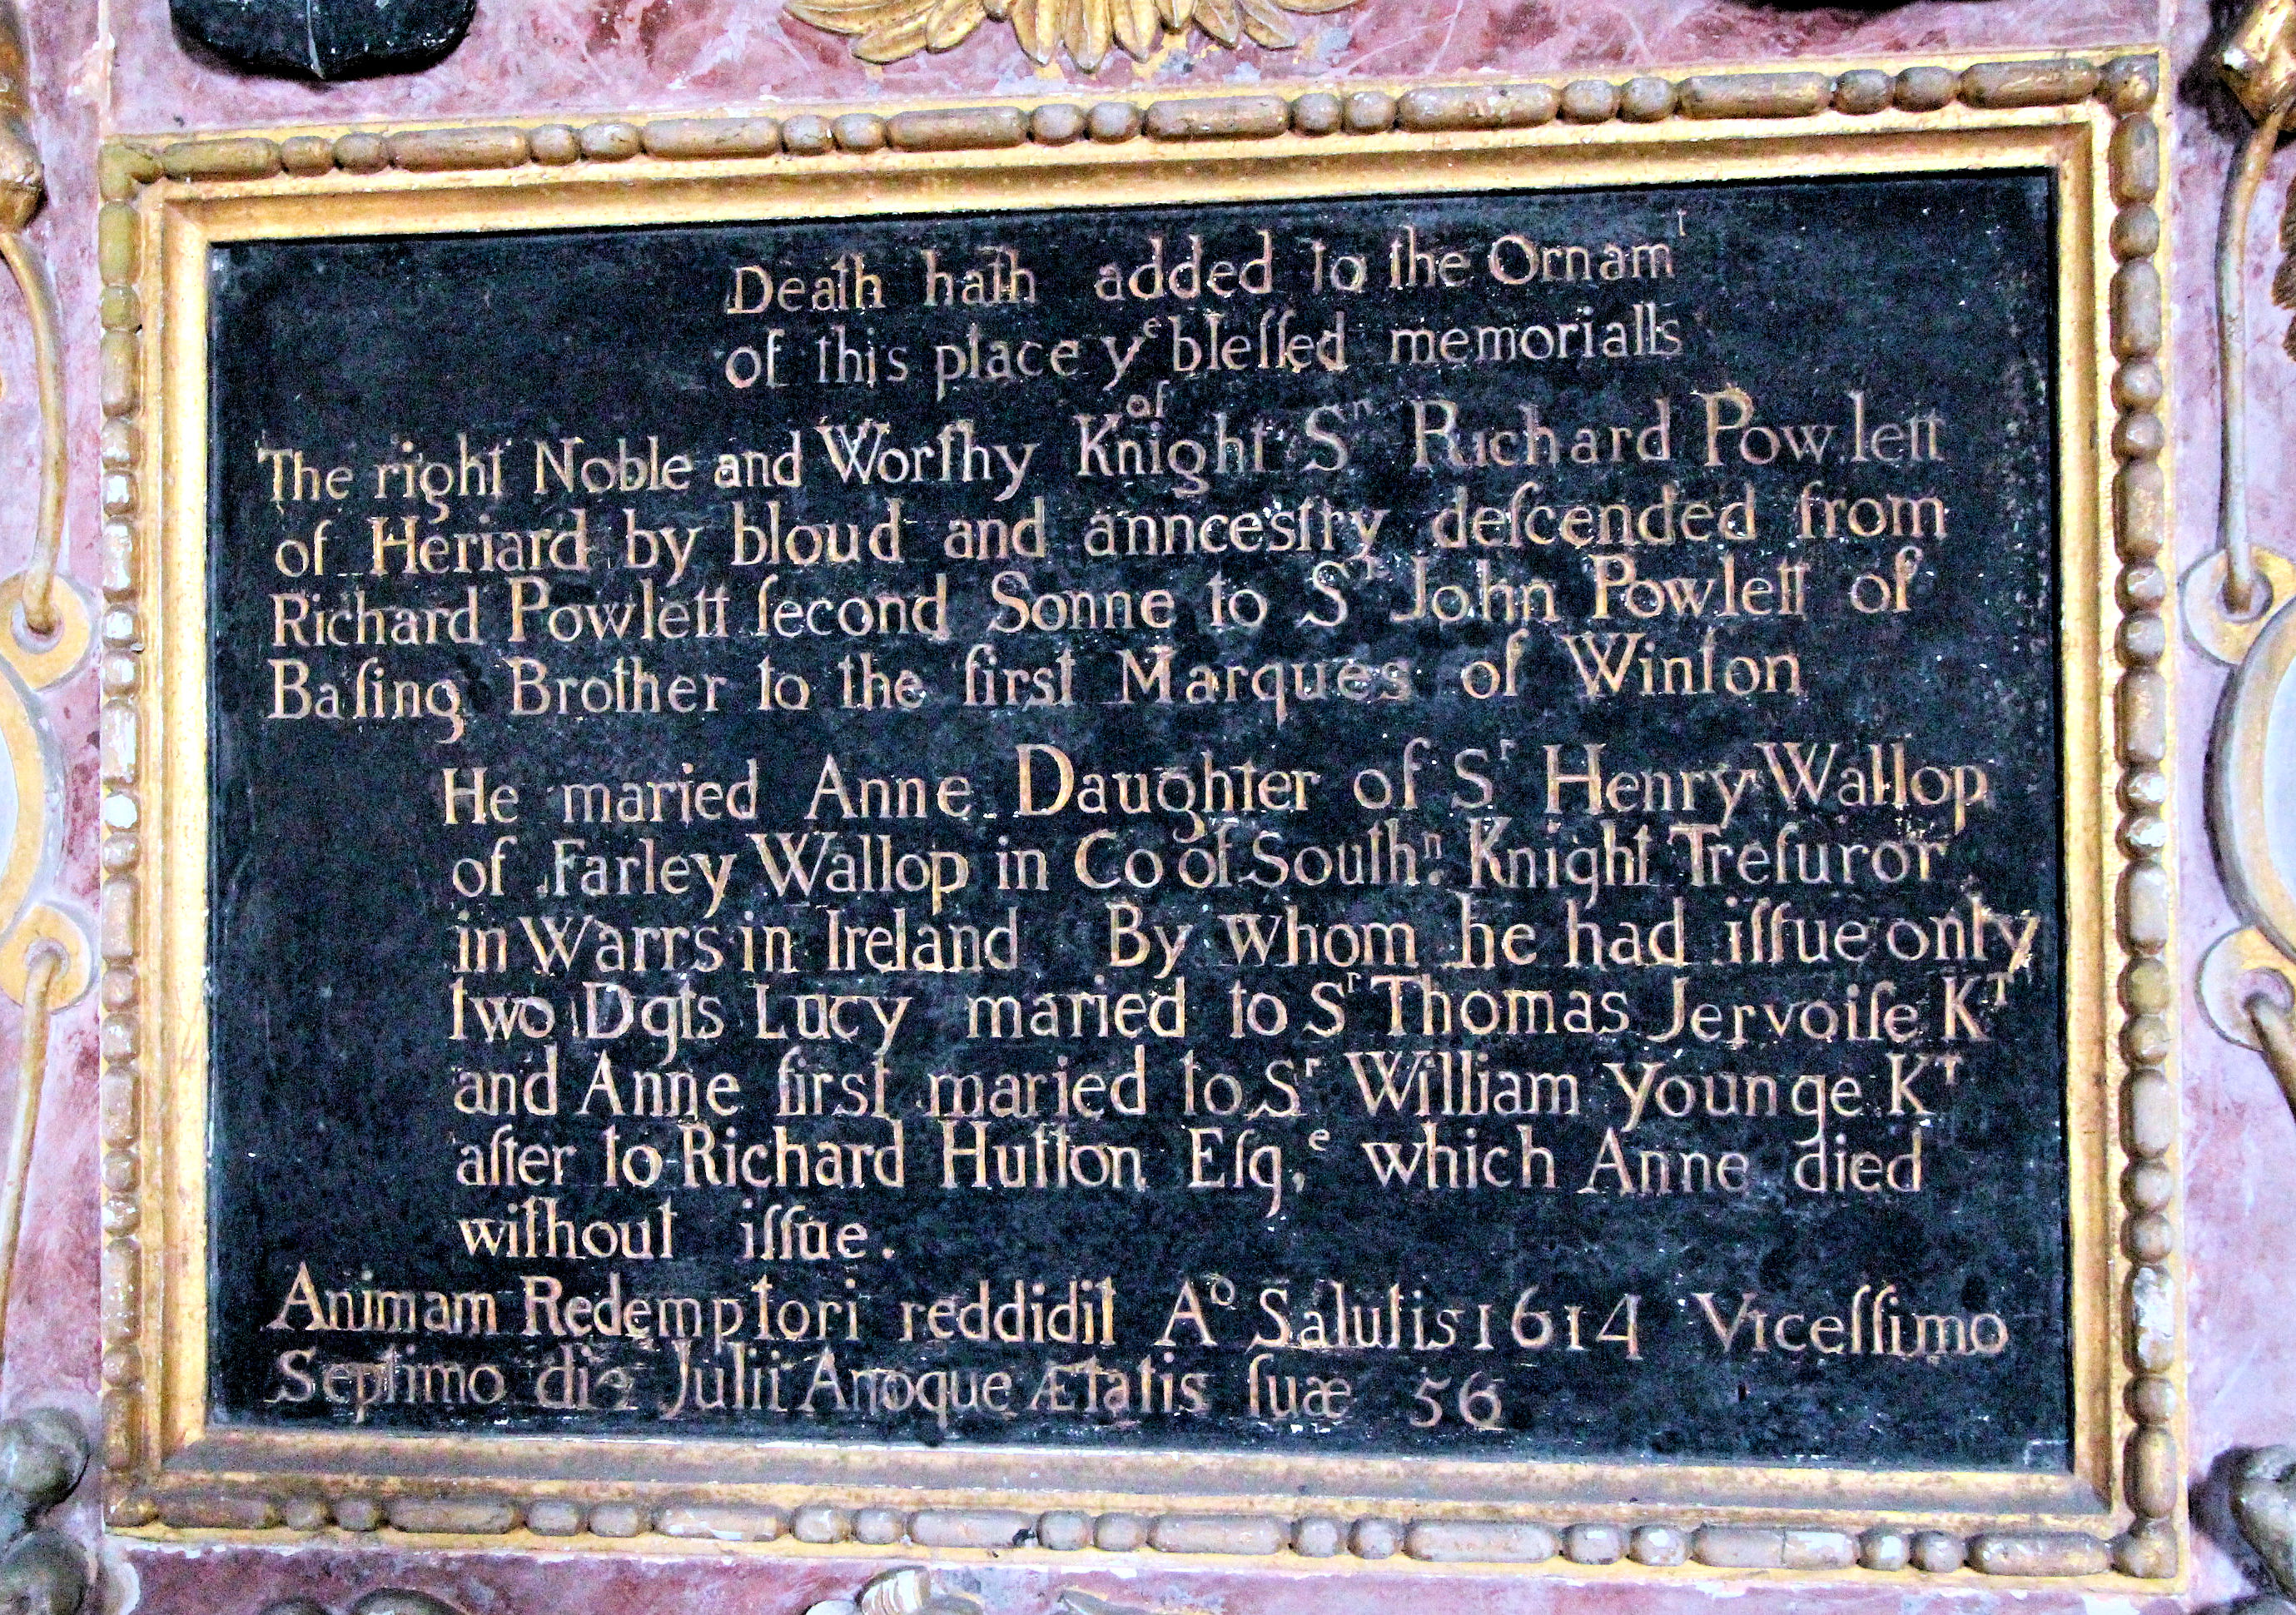 Death hath added to the Ornamᵗ
of this place yᵉ bleſſed memorialls
of
The right Noble and Worthy Knight Sʳ Richard Powlett
of Heriard by bloud and anncestry deſcended from
Richard Powlett ſecond Sonne to Sʳ John Powlett of
Baſing Brother to the first Marques of Winton
He maried Anne Daughter of Sʳ Henry Wallop
of Farley Wallop in Co of Southⁿ: Knight Treſuror
in Warrs in Ireland By whom he had iſſue only
two Dgts Lucy maried to Sʳ Thomas Jervoiſe Kᵀ
and Anne first maried to Sʳ William Younge Kᵀ
aſter to Richard Hutton Eſq,ᵉ which Anne died
without iſſue.
Animam Redemptori reddidit Aᵒ Salutis 1614 Viceſſimo
Septimo die Julii Anoque Ætatis ſuæ 56